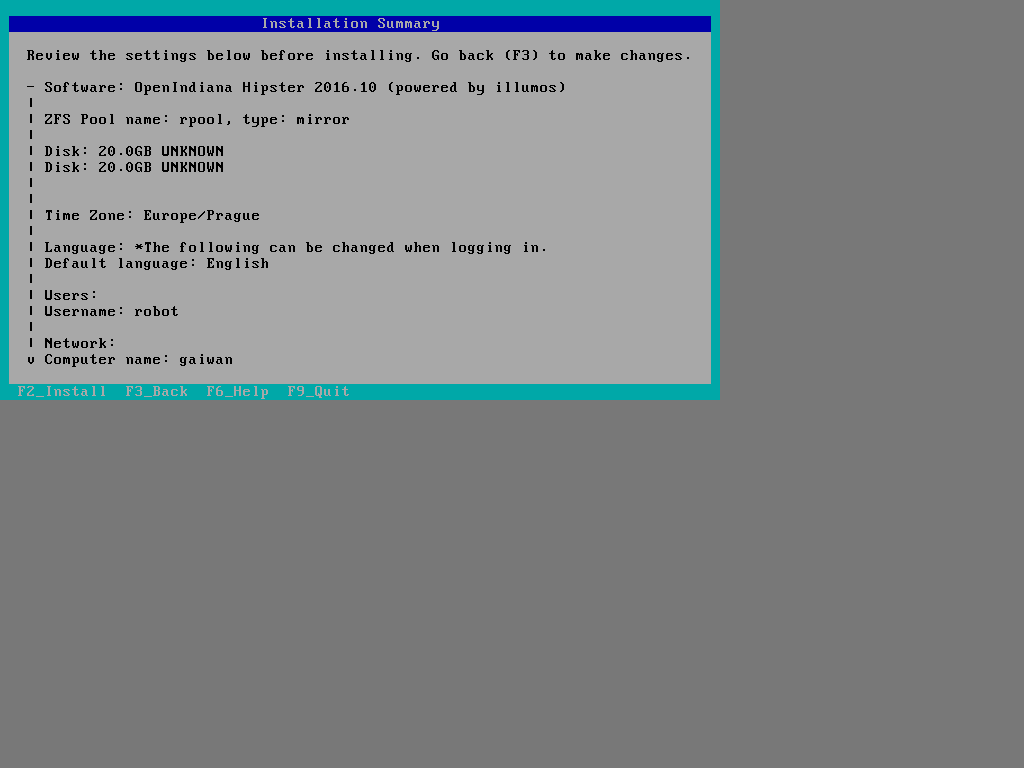 Installation Summary
Review the settings below before installing. Go back (F3) to make changes.
- Software: OpenIndiana Hipster 2016.10 (powered by illumos)
|
| ZFS Pool name: rpool, type: mirror
|
| Disk: 20.0GB UNKNOWN
| Disk: 20.0GB UNKNOWN
|
|
| Time Zone: Europe/Prague
|
| Language: *The following can be changed when logging in.
| Default language: English
|
| Users:
| Username: robot
|
| Network:
v Computer name: gaiwan
F2_Install F3_Back F6_Help F9_Quit